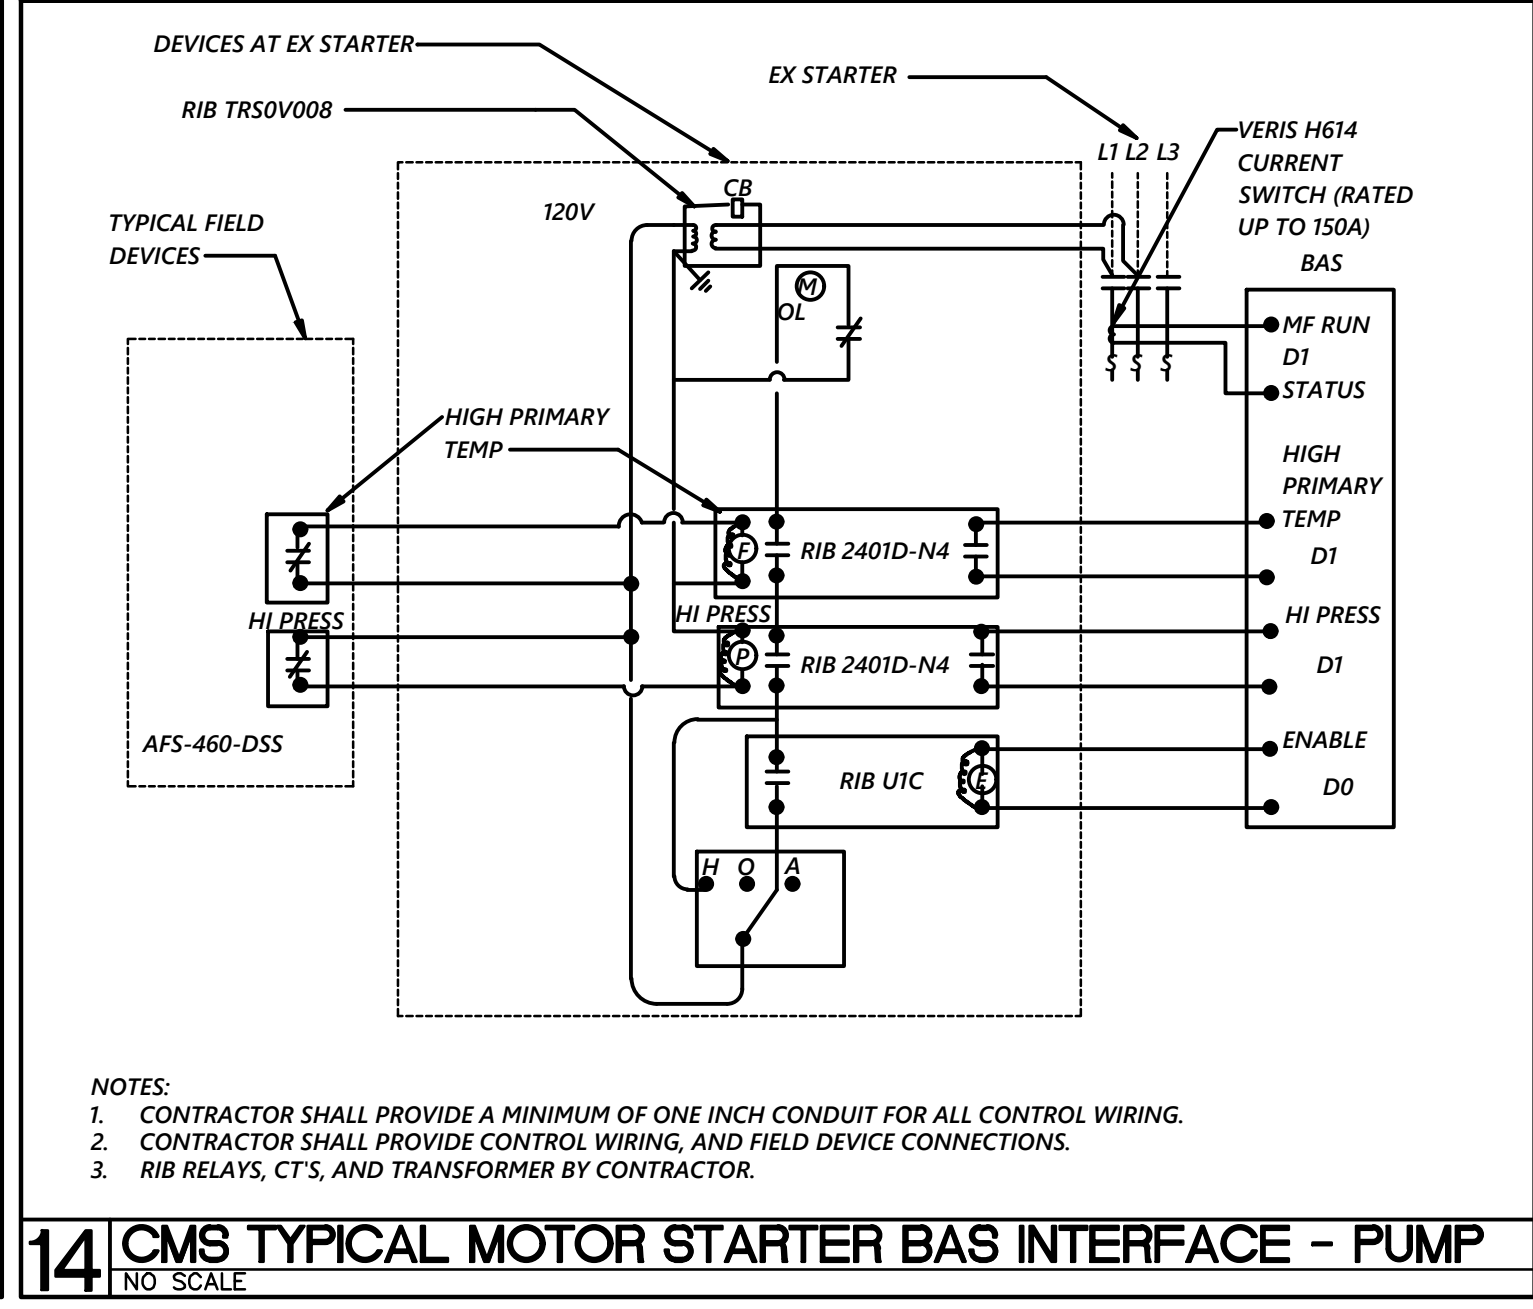 DEVICES AT EX STARTER
EX STARTER
RIB TRS0V008
VERIS H614
CURRENT
SWITCH (RATED
UP TO 150A)
L1 L2 L3
CB
120V
TYPICAL FIELD
DEVICES
BAS
M
OL
MF RUN
D1
STATUS
HIGH PRIMARY
TEMP
HIGH
PRIMARY
TEMP
D1
F
RIB 2401D-N4
HI PRESS
HI PRESS
HI PRESS
D1
P
RIB 2401D-N4
AFS-460-DSS
ENABLE
D0
RIB U1C
E
H O A
S S S
NOTES:
1. CONTRACTOR SHALL PROVIDE A MINIMUM OF ONE INCH CONDUIT FOR ALL CONTROL WIRING.
2. CONTRACTOR SHALL PROVIDE CONTROL WIRING, AND FIELD DEVICE CONNECTIONS.
3. RIB RELAYS, CT'S, AND TRANSFORMER BY CONTRACTOR.
14 CMS TYPICAL MOTOR STARTER BAS INTERFACE - PUMP
NO SCALE